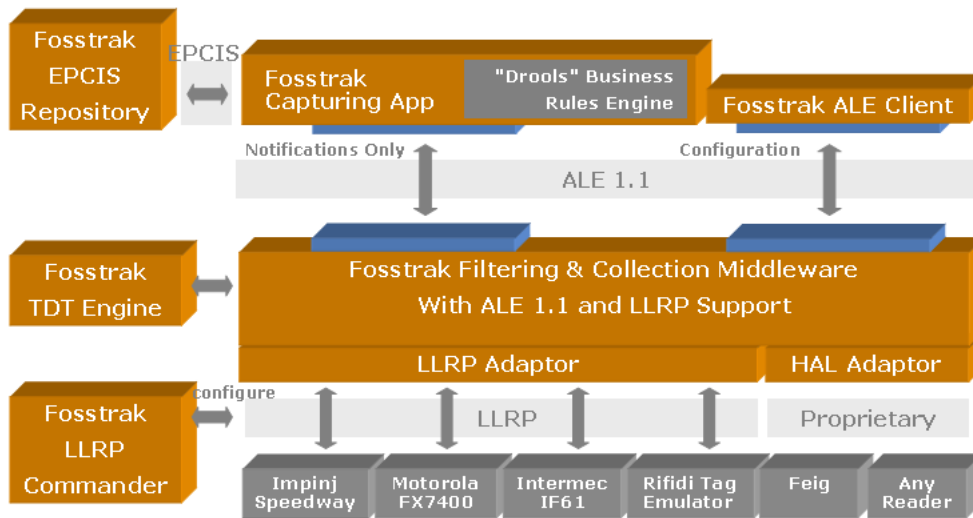 Fosstrak
EPCIS
Repository
EPCIS
Fosstrak
Capturing App
"Drools" Business
Rules Engine
Fosstrak ALE Client
Notifications Only
Configuration
ALE 1.1
Fosstrak
TDT Engine
Fosstrak Filtering & Collection Middleware
With ALE 1.1 and LLRP Support
LLRP Adaptor
HAL Adaptor
configure
Fosstrak
LLRP
Commander
LLRP
Proprietary
Impinj
Speedway
Motorola
FX7400
Intermec
IF61
Rifidi Tag
Emulator
Feig
Any
Reader